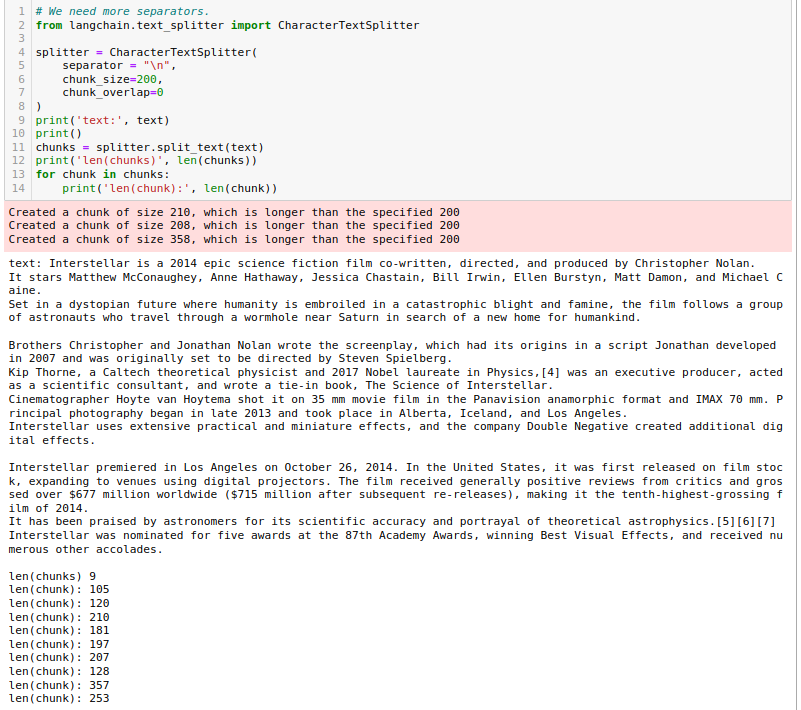 1 # We need more separators.
2 from langchain.text_splitter import CharacterTextSplitter
3
4 splitter = CharacterTextSplitter(
5     separator = "\n",
6     chunk_size=200,
7     chunk_overlap=0
8 )
9 print('text:', text)
10 print()
11 chunks = splitter.split_text(text)
12 print('len(chunks)', len(chunks))
13 for chunk in chunks:
14     print('len(chunk):', len(chunk))
Created a chunk of size 210, which is longer than the specified 200
Created a chunk of size 208, which is longer than the specified 200
Created a chunk of size 358, which is longer than the specified 200
text: Interstellar is a 2014 epic science fiction film co-written, directed, and produced by Christopher Nolan.
It stars Matthew McConaughey, Anne Hathaway, Jessica Chastain, Bill Irwin, Ellen Burstyn, Matt Damon, and Michael C
aine.
Set in a dystopian future where humanity is embroiled in a catastrophic blight and famine, the film follows a group
of astronauts who travel through a wormhole near Saturn in search of a new home for humankind.

Brothers Christopher and Jonathan Nolan wrote the screenplay, which had its origins in a script Jonathan developed
in 2007 and was originally set to be directed by Steven Spielberg.
Kip Thorne, a Caltech theoretical physicist and 2017 Nobel laureate in Physics,[4] was an executive producer, acted
as a scientific consultant, and wrote a tie-in book, The Science of Interstellar.
Cinematographer Hoyte van Hoytema shot it on 35 mm movie film in the Panavision anamorphic format and IMAX 70 mm. P
rincipal photography began in late 2013 and took place in Alberta, Iceland, and Los Angeles.
Interstellar uses extensive practical and miniature effects, and the company Double Negative created additional dig
ital effects.

Interstellar premiered in Los Angeles on October 26, 2014. In the United States, it was first released on film stoc
k, expanding to venues using digital projectors. The film received generally positive reviews from critics and gros
sed over $677 million worldwide ($715 million after subsequent re-releases), making it the tenth-highest-grossing f
ilm of 2014.
It has been praised by astronomers for its scientific accuracy and portrayal of theoretical astrophysics.[5][6][7]
Interstellar was nominated for five awards at the 87th Academy Awards, winning Best Visual Effects, and received nu
merous other accolades.

len(chunks) 9
len(chunk): 105
len(chunk): 120
len(chunk): 210
len(chunk): 181
len(chunk): 197
len(chunk): 207
len(chunk): 128
len(chunk): 357
len(chunk): 253